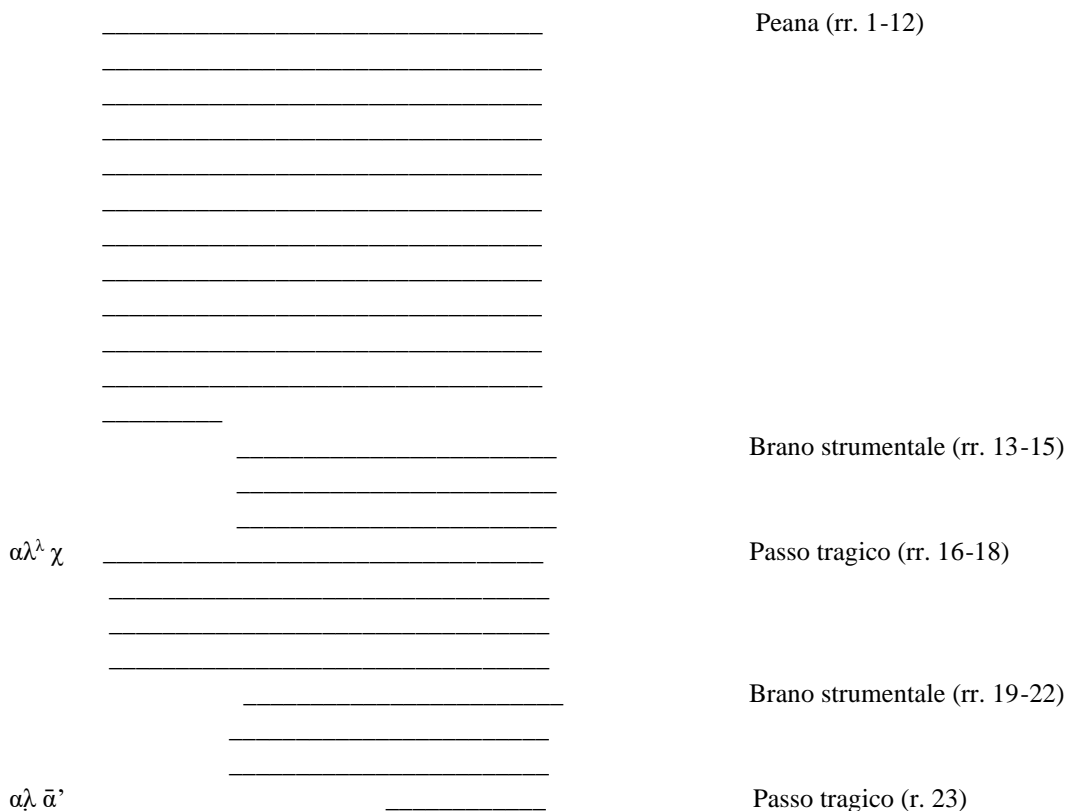 Peana (rr. 1-12)
Brano strumentale (rr. 13-15)
αλ^λ χ Passo tragico (rr. 16-18)
Brano strumentale (rr. 19-22)
αλ̣ ᾱ’ Passo tragico (r. 23)